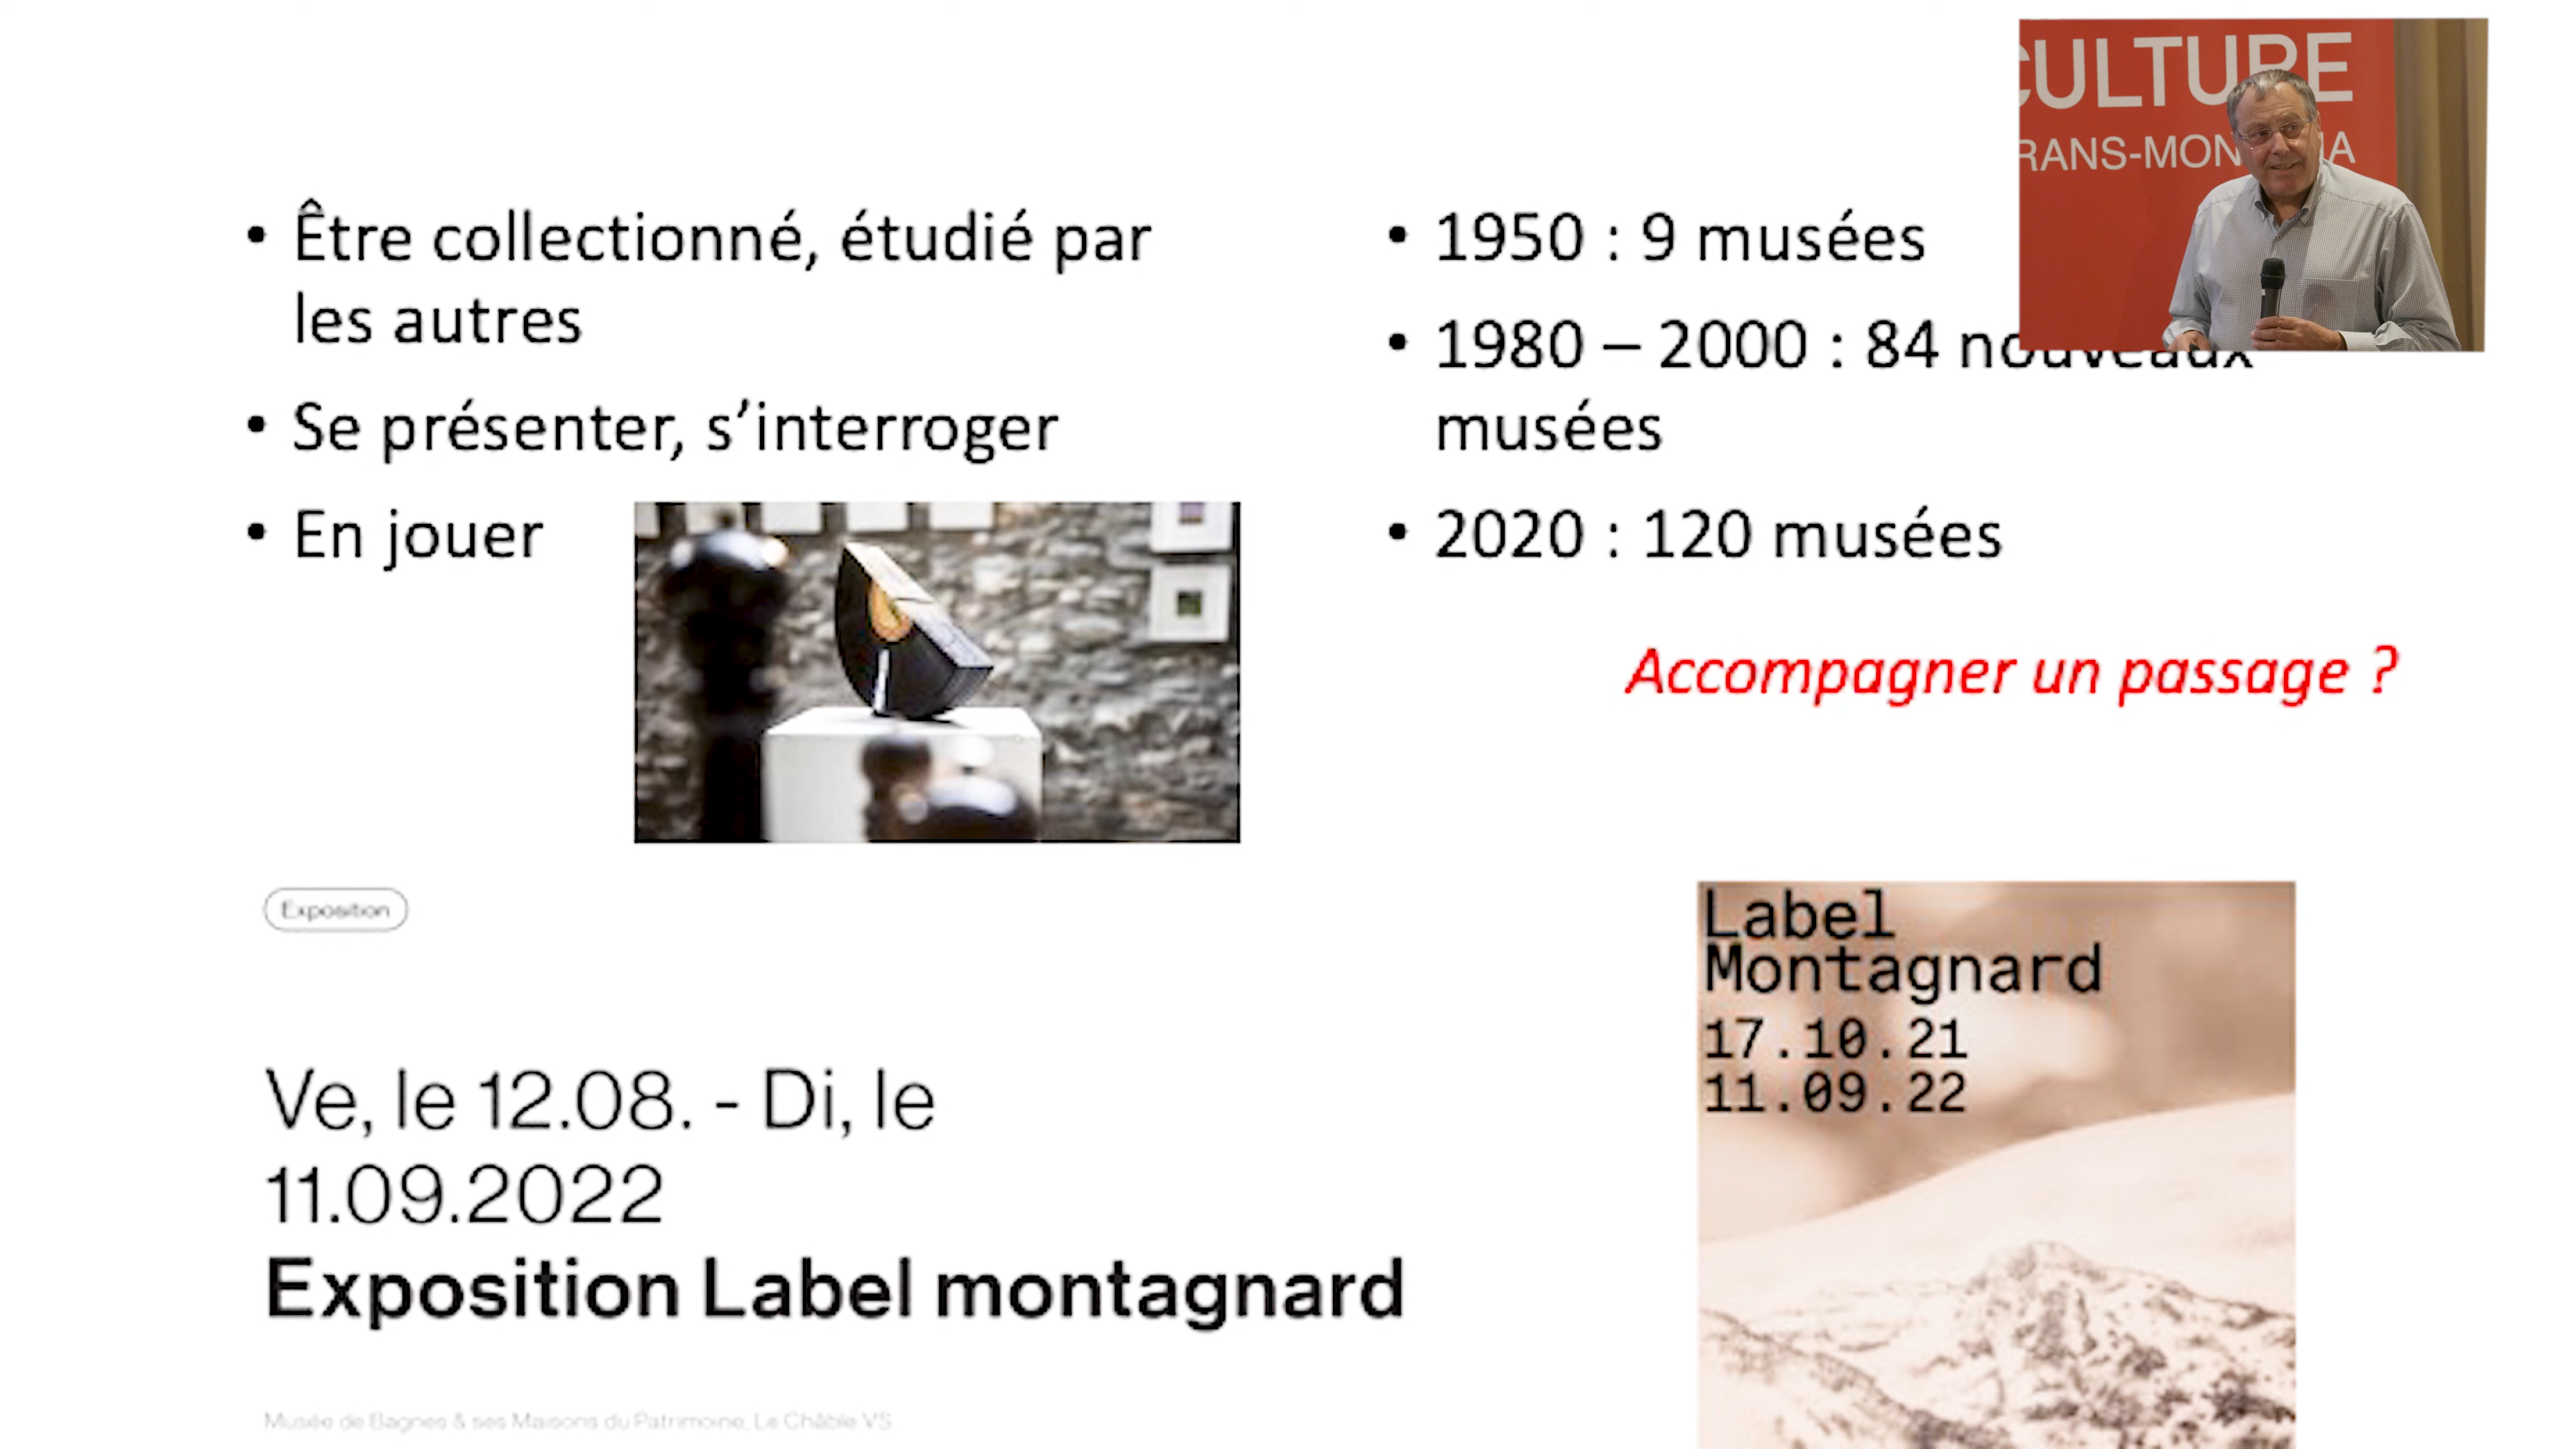 • Être collectionné, étudié par
les autres
• Se présenter, s’interroger
• En jouer
• 1950 : 9 musées
• 1980 – 2000 : 84 nouveaux
musées
• 2020 : 120 musées
Accompagner un passage ?
CULTURE
Exposition
Ve, le 12.08. - Di, le
11.09.2022
Exposition Label montagnard
Musée de Bagnes & ses Maisons du Patrimoine, Le Châble VS
Label
Montagnard
17.10.21
11.09.22